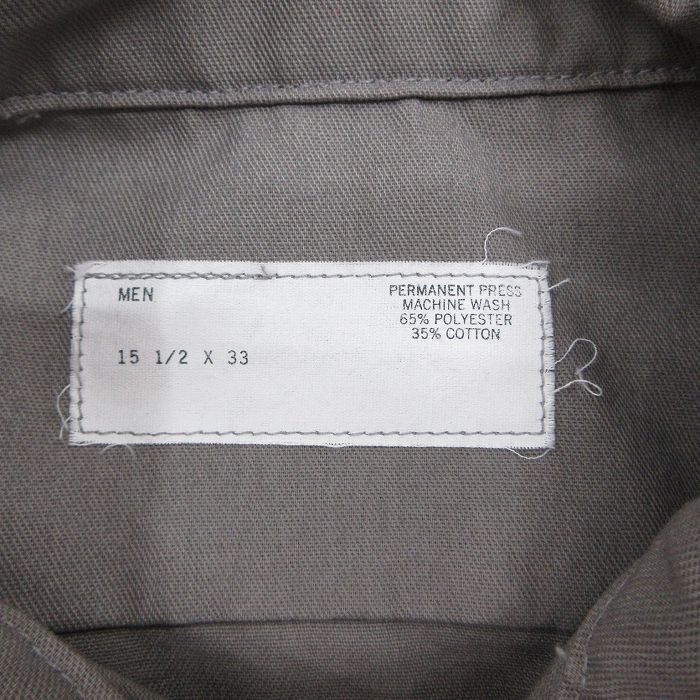 MEN
15 1/2 X 33
PERMANENT PRESS
MACHINE WASH
65% POLYESTER
35% COTTON